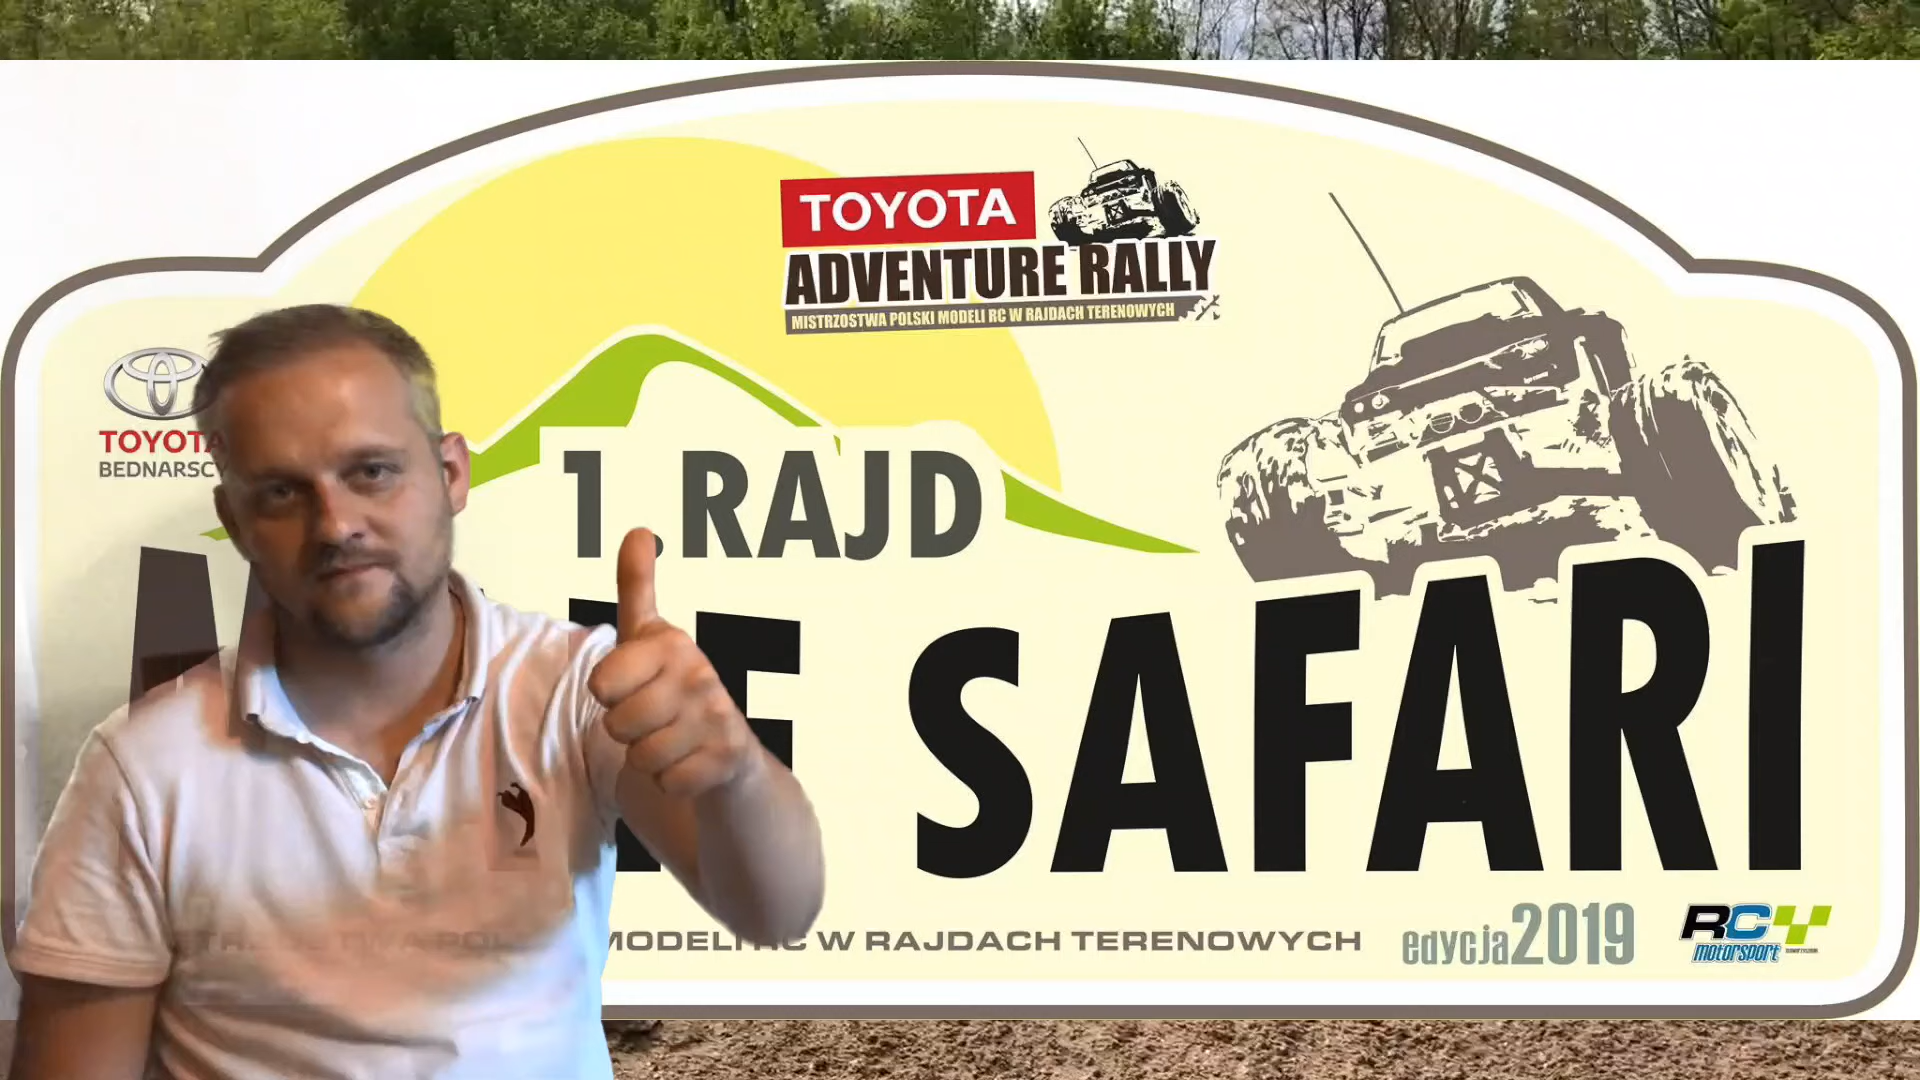 TOYOTA
ADVENTURE RALLY
MISTRZOSTWA POLSKI MODELI RC W RAJDACH TERENOWYCH
TOYOTA
BEDNARSCY
1.RAJD
SAFARI
MODELI RC W RAJDACH TERENOWYCH
edycja2019
RC
motorsport